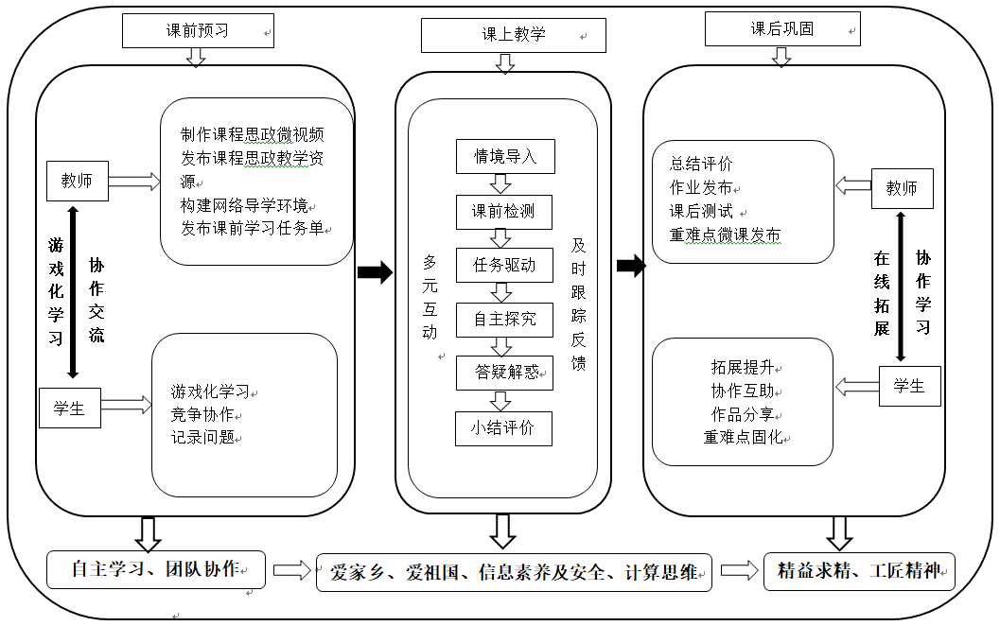 课前预习
课上教学
课后巩固
制作课程思政微视频
发布课程思政教学资
源
构建网络导学环境
发布课前学习任务单
教师
游戏化学习
协作交流
学生
游戏化学习
竞争协作
记录问题
情境导入
课前检测
任务驱动
自主探究
答疑解惑
小结评价
多元互动
及时跟踪反馈
总结评价
作业发布
课后测试
重难点微课发布
教师
在线拓展
协作学习
学生
拓展提升
协作互助
作品分享
重难点固化
自主学习、团队协作
爱家乡、爱祖国、信息素养及安全、计算思维
精益求精、工匠精神